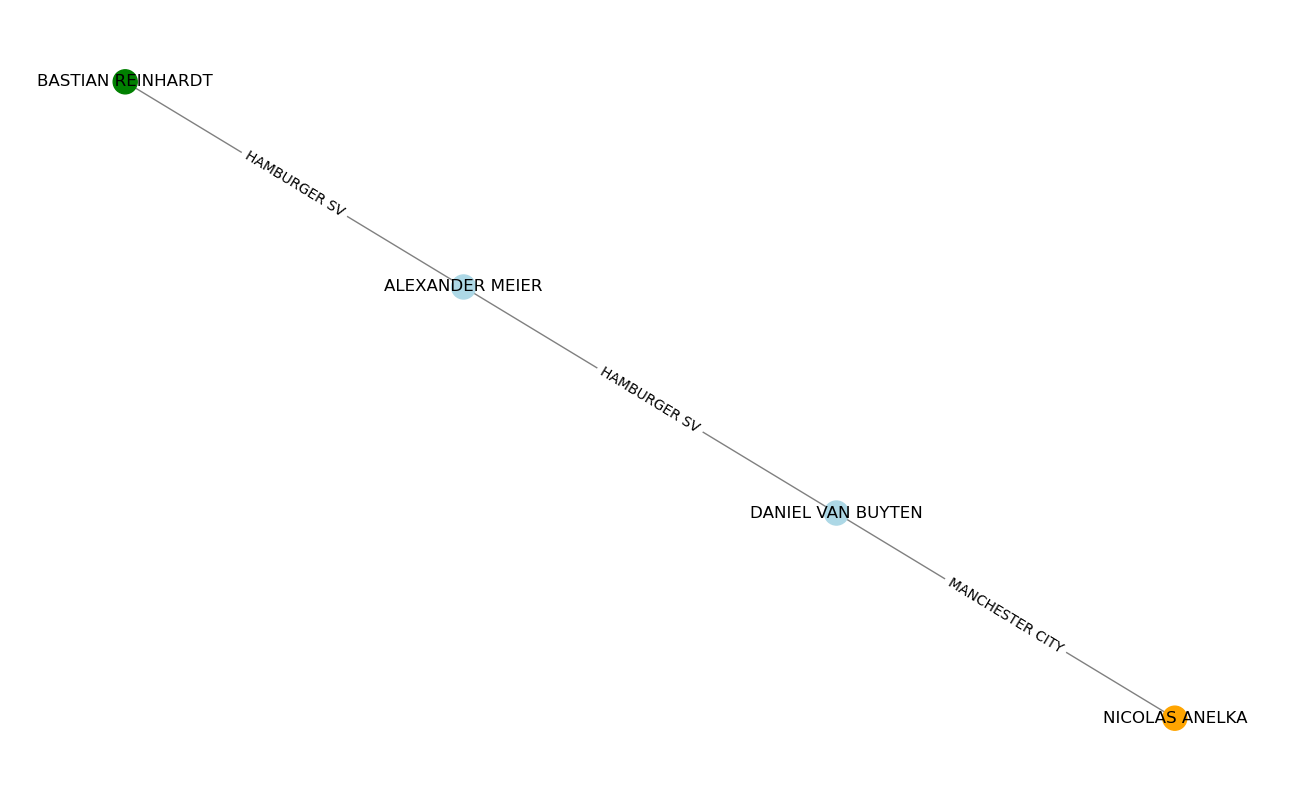 BASTIAN REINHARDT
HAMBURGER SV
ALEXANDER MEIER
HAMBURGER SV
DANIEL VAN BUYTEN
MANCHESTER CITY
NICOLAS ANELKA